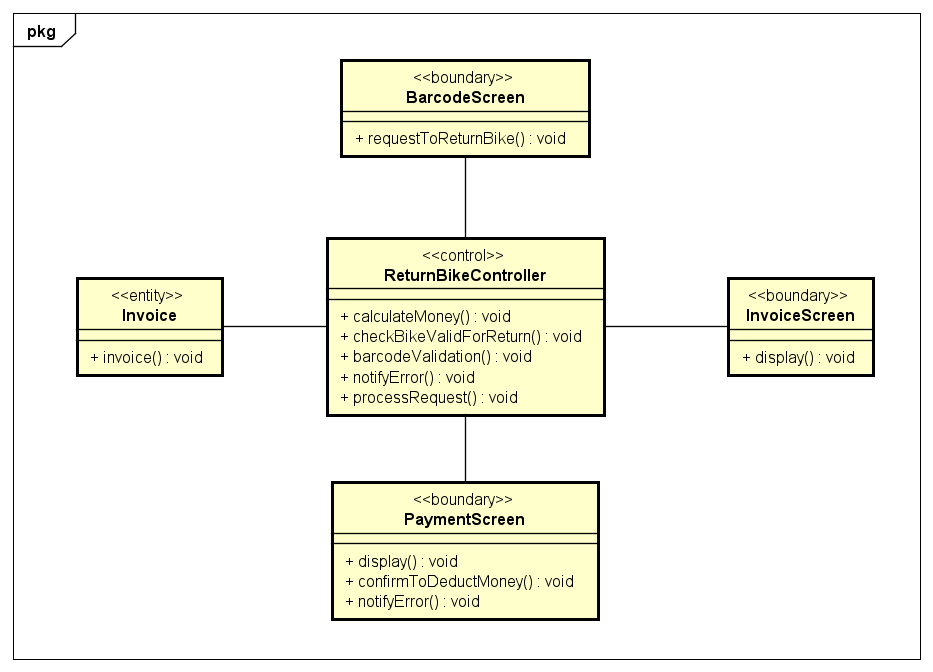 pkg
<<boundary>>
BarcodeScreen
+ requestToReturnBike() : void
<<control>>
ReturnBikeController
+ calculateMoney() : void
+ checkBikeValidForReturn() : void
+ barcodeValidation() : void
+ notifyError() : void
+ processRequest() : void
<<entity>>
Invoice
+ invoice() : void
<<boundary>>
InvoiceScreen
+ display() : void
<<boundary>>
PaymentScreen
+ display() : void
+ confirmToDeductMoney() : void
+ notifyError() : void